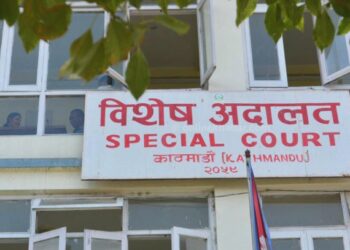 विशेष अदालत
SPECIAL COURT
काठमाडौं (KATHMANDU)
२०५९